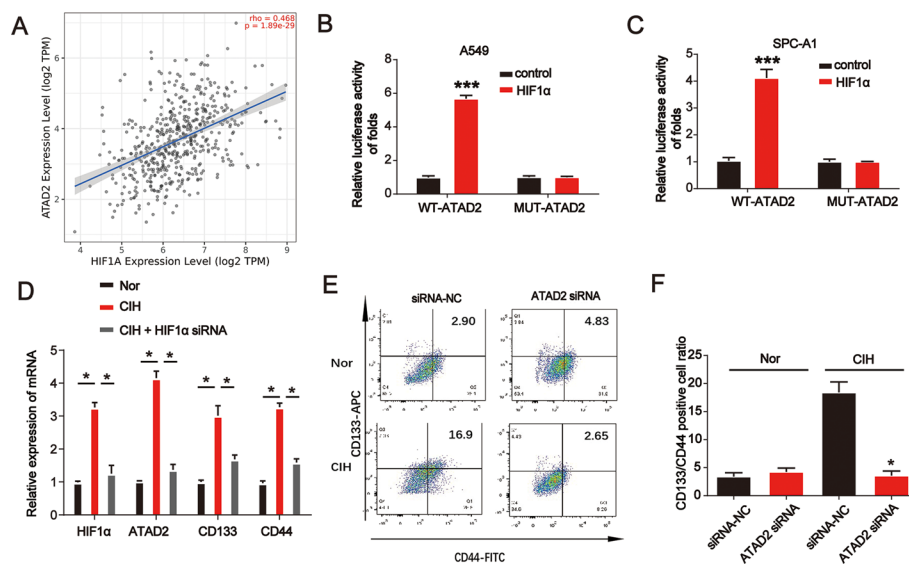 A
rho = 0.468
p = 1.89e-29
ATAD2 Expression Level (log2 TPM)
6
4
2
4
5
6
7
8
9
HIF1A Expression Level (log2 TPM)
B
A549
control
HIF1α
***
Relative luciferase activity
of folds
8
6
4
2
0
WT-ATAD2
MUT-ATAD2
C
SPC-A1
control
HIF1α
***
Relative luciferase activity
of folds
5
4
3
2
1
0
WT-ATAD2
MUT-ATAD2
D
Nor
CIH
CIH + HIF1α siRNA
Relative expression of mRNA
5
4
3
2
1
0
* *
* *
* *
* *
HIF1α
ATAD2
CD133
CD44
E
siRNA-NC
ATAD2 siRNA
Nor
2.90
4.83
CIH
16.9
2.65
CD133-APC
CD44-FITC
F
CD133/CD44 positive cell ratio
25
20
15
10
5
0
Nor
CIH
*
siRNA-NC
ATAD2 siRNA
siRNA-NC
ATAD2 siRNA